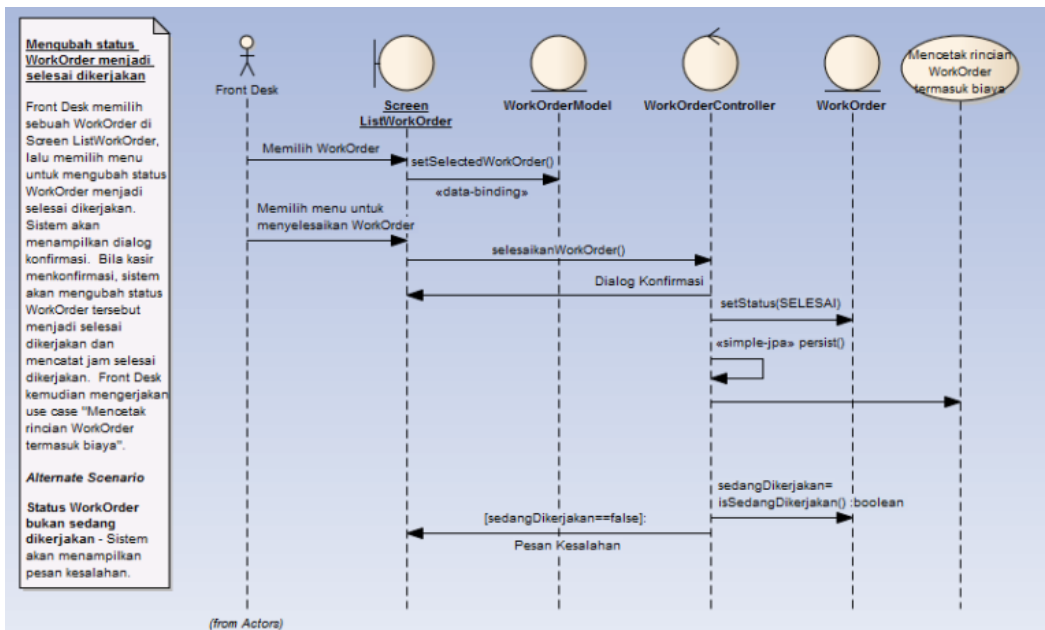 Mengubah status
WorkOrder menjadi
selesai dikerjakan
Front Desk memilih
sebuah WorkOrder di
Screen ListWorkOrder,
lalu memilih menu
untuk mengubah status
WorkOrder menjadi
selesai dikerjakan.
Sistem akan
menampilkan dialog
konfirmasi. Bila kasir
menkonfirmasi, sistem
akan mengubah status
WorkOrder tersebut
menjadi selesai
dikerjakan dan
mencatat jam selesai
dikerjakan. Front Desk
kemudian mengerjakan
use case "Mencetak
rincian WorkOrder
termasuk biaya".
Alternate Scenario
Status WorkOrder
bukan sedang
dikerjakan - Sistem
akan menampilkan
pesan kesalahan.
Front Desk
Screen
ListWorkOrder
WorkOrderModel
WorkOrderController
WorkOrder
Mencetak rincian
WorkOrder
termasuk biaya
Memilih WorkOrder
setSelectedWorkOrder()
«data-binding»
Memilih menu untuk
menyelesaikan WorkOrder
selesaikanWorkOrder()
Dialog Konfirmasi
setStatus(SELESAI)
«simple-jpa» persist()
sedangDikerjakan=
isSedangDikerjakan() :boolean
[sedangDikerjakan==false]:
Pesan Kesalahan
(from Actors)